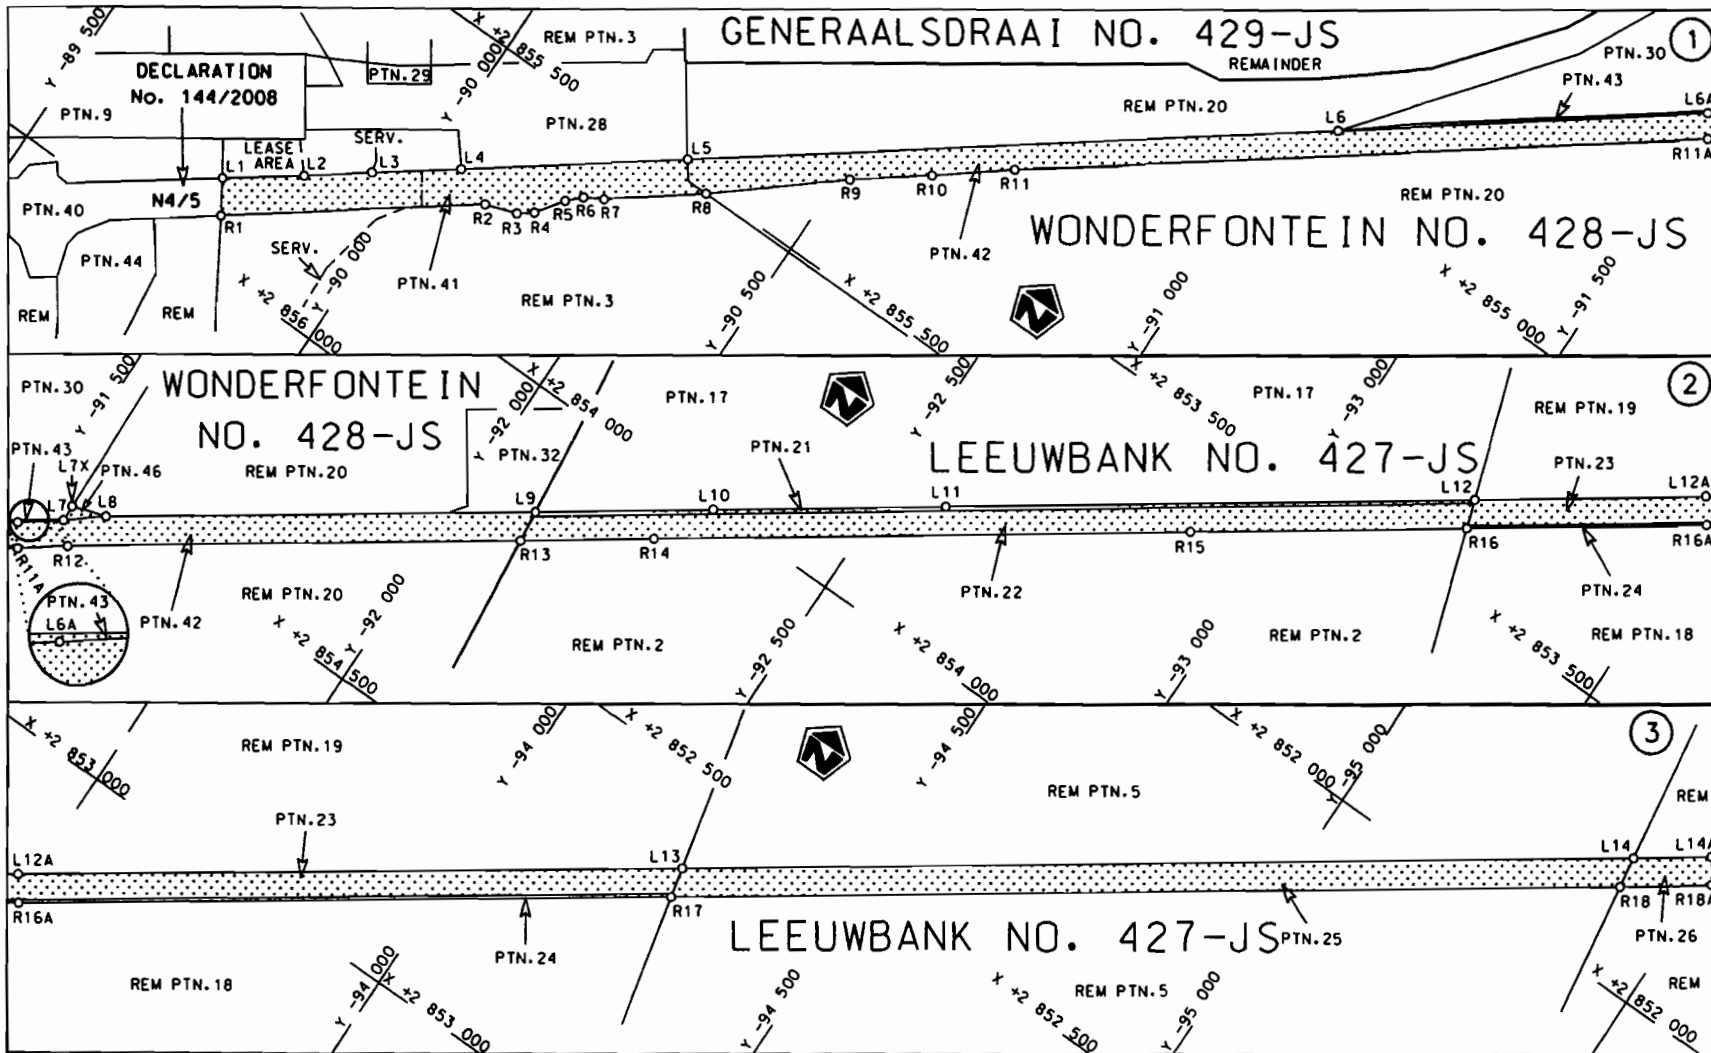 GENERAALSDRAAI NO. 429-JS
1
Y -89 500
X +2 855 500
REM PTN.3
REMAINDER
PTN.30
DECLARATION
No. 144/2008
PTN.29
Y -90 000
PTN.43
PTN.9
REM PTN.20
L6
L6A
PTN.28
LEASE
AREA
SERV.
L1
L2
L3
L4
L5
R11A
N4/5
PTN.40
R1
R2
R3
R4
R5
R6
R7
R8
R9
R10
R11
REM PTN.20
WONDERFONTEIN NO. 428-JS
SERV.
PTN.44
PTN.41
PTN.42
Y -90 000
X +2 856 000
REM
REM
REM PTN.3
Y -90 500
X +2 855 500
Y -91 000
X +2 855 000
Y -91 500
2
PTN.30
Y -91 500
WONDERFONTEIN
NO. 428-JS
Y -92 000
X +2 854 000
PTN.17
Y -92 500
X +2 853 500
PTN.17
Y -93 000
REM PTN.19
PTN.43
L7X
PTN.46
REM PTN.20
PTN.32
PTN.21
LEEUWBANK NO. 427-JS
PTN.23
L7
L8
L9
L10
L11
L12
L12A
R11A
R12
R13
R14
R15
R16
R16A
PTN.43
L6A
PTN.42
REM PTN.20
X +2 854 500
Y -92 000
REM PTN.2
Y -92 500
PTN.22
X +2 854 000
Y -93 000
REM PTN.2
PTN.24
X +2 853 500
REM PTN.18
3
X +2 853 000
REM PTN.19
Y -94 000
X +2 852 500
Y -94 500
REM PTN.5
X +2 852 000
Y -95 000
REM
PTN.23
L12A
L13
L14
L14A
R16A
R17
R18
R18A
LEEUWBANK NO. 427-JS
PTN.25
PTN.26
PTN.24
REM PTN.18
Y -94 000
X +2 853 000
Y -94 500
X +2 852 500
REM PTN.5
Y -95 000
X +2 852 000
REM